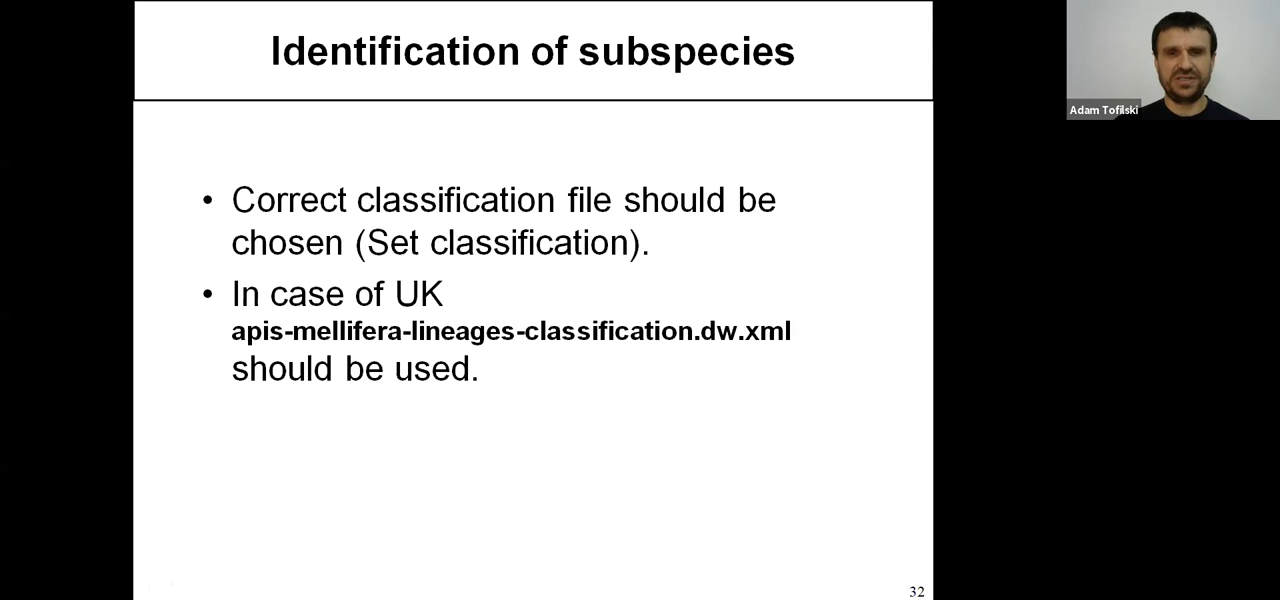 Identification of subspecies
Adam Tofilski
• Correct classification file should be
chosen (Set classification).
• In case of UK
apis-mellifera-lineages-classification.dw.xml
should be used.
32